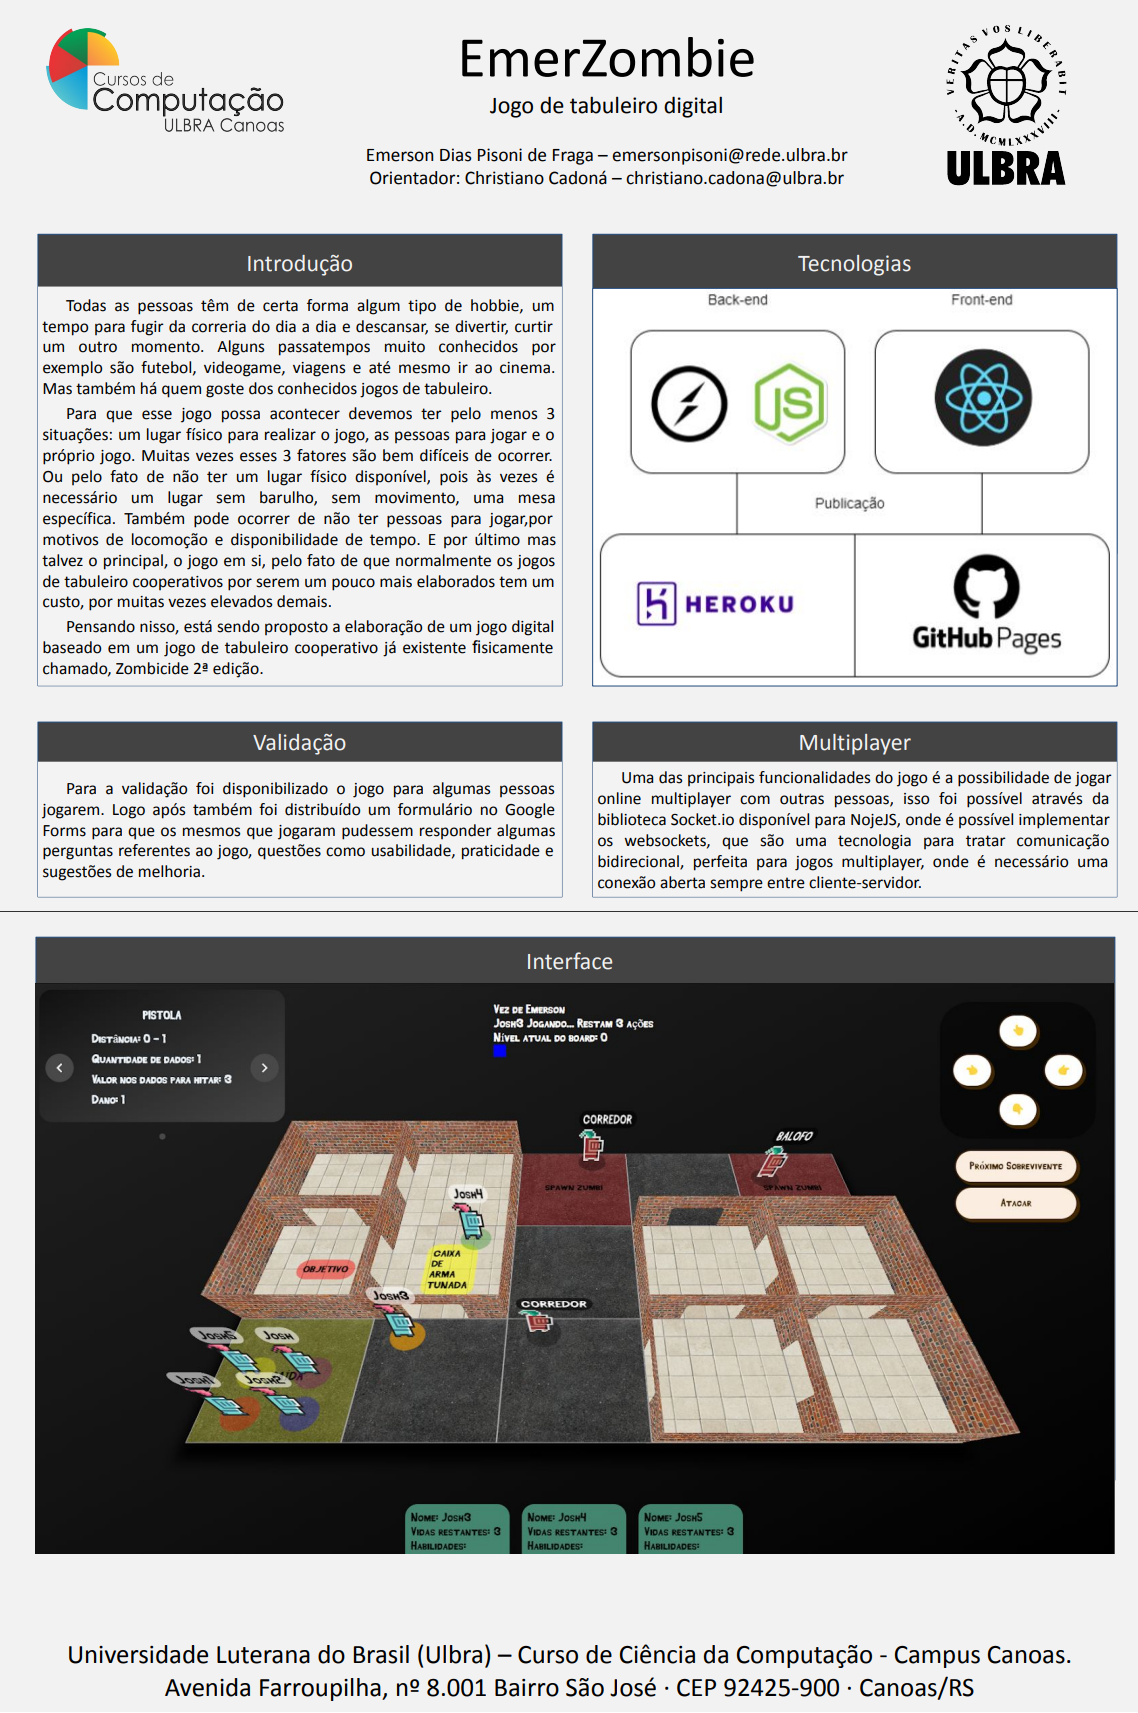 Cursos de
Computação
ULBRA Canoas
EmerZombie
Jogo de tabuleiro digital
Emerson Dias Pisoni de Fraga – emersonpisoni@rede.ulbra.br
Orientador: Christiano Cadoná – christiano.cadona@ulbra.br
VERITAS VOS LIBERABIT
· A.D. MCMLXXXVIII ·
ULBRA
Introdução
Todas as pessoas têm de certa forma algum tipo de hobbie, um
tempo para fugir da correria do dia a dia e descansar, se divertir, curtir
um outro momento. Alguns passatempos muito conhecidos por
exemplo são futebol, videogame, viagens e até mesmo ir ao cinema.
Mas também há quem goste dos conhecidos jogos de tabuleiro.
Para que esse jogo possa acontecer devemos ter pelo menos 3
situações: um lugar físico para realizar o jogo, as pessoas para jogar e o
próprio jogo. Muitas vezes esses 3 fatores são bem difíceis de ocorrer.
Ou pelo fato de não ter um lugar físico disponível, pois às vezes é
necessário um lugar sem barulho, sem movimento, uma mesa
específica. Também pode ocorrer de não ter pessoas para jogar,por
motivos de locomoção e disponibilidade de tempo. E por último mas
talvez o principal, o jogo em si, pelo fato de que normalmente os jogos
de tabuleiro cooperativos por serem um pouco mais elaborados tem um
custo, por muitas vezes elevados demais.
Pensando nisso, está sendo proposto a elaboração de um jogo digital
baseado em um jogo de tabuleiro cooperativo já existente fisicamente
chamado, Zombicide 2ª edição.
Tecnologias
Back-end
Front-end
JS
Publicação
HEROKU
GitHub Pages
Validação
Para a validação foi disponibilizado o jogo para algumas pessoas
jogarem. Logo após também foi distribuído um formulário no Google
Forms para que os mesmos que jogaram pudessem responder algumas
perguntas referentes ao jogo, questões como usabilidade, praticidade e
sugestões de melhoria.
Multiplayer
Uma das principais funcionalidades do jogo é a possibilidade de jogar
online multiplayer com outras pessoas, isso foi possível através da
biblioteca Socket.io disponível para NojeJS, onde é possível implementar
os websockets, que são uma tecnologia para tratar comunicação
bidirecional, perfeita para jogos multiplayer, onde é necessário uma
conexão aberta sempre entre cliente-servidor.
Interface
PISTOLA
Distância: 0 - 1
Quantidade de dados: 1
Valor nos dados para hitar: 3
Dano: 1
Vez de Emerson
Josh3 Jogando... Restam 3 ações
Nível atual do board: 0
Próximo Sobrevivente
Atacar
CORREDOR
BALOFO
SPAWN ZUMBI
SPAWN ZUMBI
Josh4
OBJETIVO
CAIXA
DE
ARMA
TUNADA
Josh3
CORREDOR
Josh5
Josh
Josh1
Josh2
Nome: Josh3
Vidas restantes: 3
Habilidades:
Nome: Josh4
Vidas restantes: 3
Habilidades:
Nome: Josh5
Vidas restantes: 3
Habilidades:
Universidade Luterana do Brasil (Ulbra) – Curso de Ciência da Computação - Campus Canoas.
Avenida Farroupilha, nº 8.001 Bairro São José · CEP 92425-900 · Canoas/RS